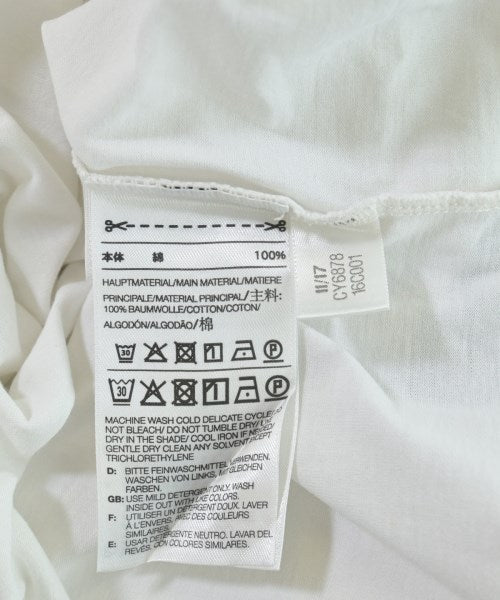 本体 綿 100%
HAUPTMATERIAL/MAIN MATERIAL/MATIERE
PRINCIPALE/MATERIAL PRINCIPAL/主料:
100% BAUMWOLLE/COTTON/COTON/
ALGODÓN/ALGODÃO/棉
30 P
30 P
MACHINE WASH COLD DELICATE CYCLE/DO
NOT BLEACH/ DO NOT TUMBLE DRY/
DRY IN THE SHADE/ COOL IRON IF NEEDED/
GENTLE DRY CLEAN ANY SOLVENT EXCEPT
TRICHLORETHYLENE
D: BITTE FEINWASCHMITTEL VERWENDEN.
WASCHEN VON LINKS, MIT GLEICHEN
FARBEN.
GB: USE MILD DETERGENT ONLY. WASH
INSIDE OUT WITH LIKE COLORS.
F: UTILISER UN DETERGENT DOUX. LAVER
À L'ENVERS, AVEC DES COULEURS
SIMILAIRES.
E: USAR DETERGENTE NEUTRO. LAVAR DEL
REVÉS, CON COLORES SIMILARES.
11/17
CY6878
16C001